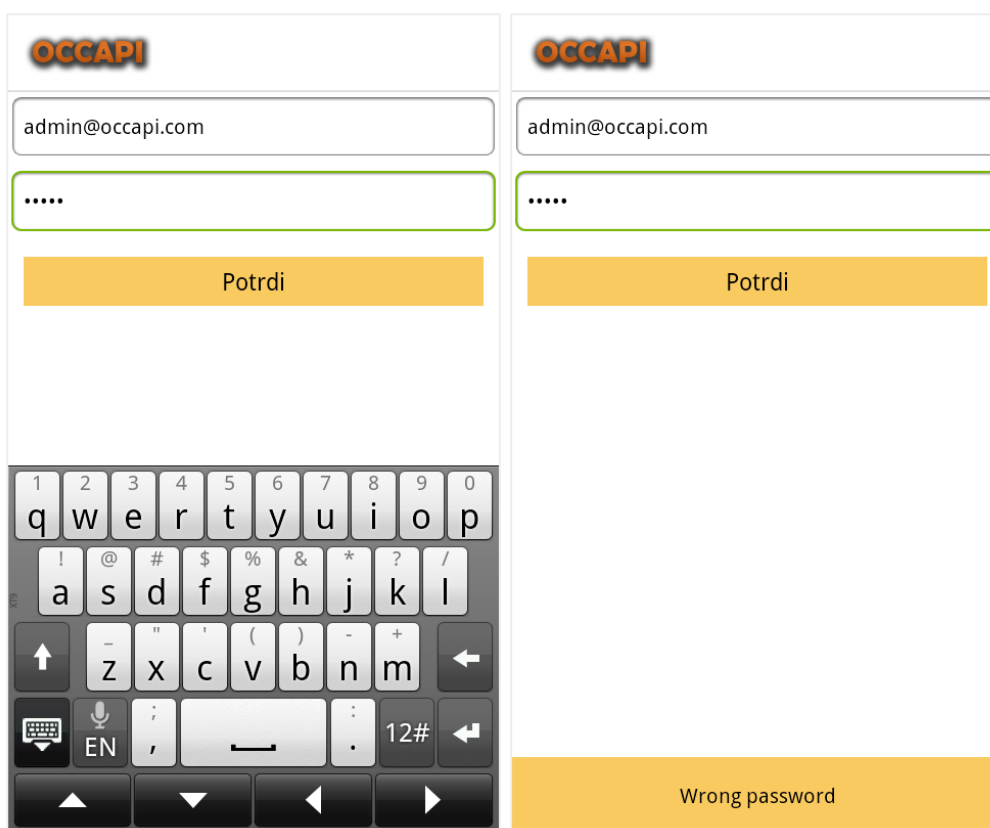 OCCAPI
admin@occapi.com
•••••
Potrdi
1 2 3 4 5 6 7 8 9 0
q w e r t y u i o p
! @ # $ % & * ? /
a s d f g h j k l
XT9
_ " ' ( ) - +
z x c v b n m
; :
EN , . 12#
OCCAPI
admin@occapi.com
•••••
Potrdi
Wrong password